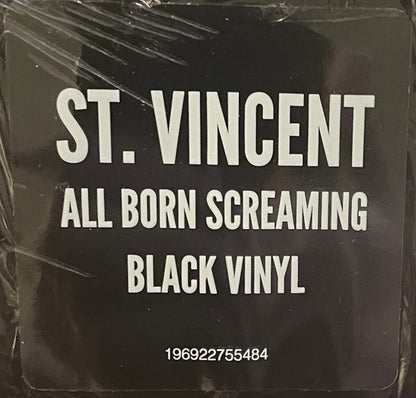 ST. VINCENT
ALL BORN SCREAMING
BLACK VINYL
196922755484